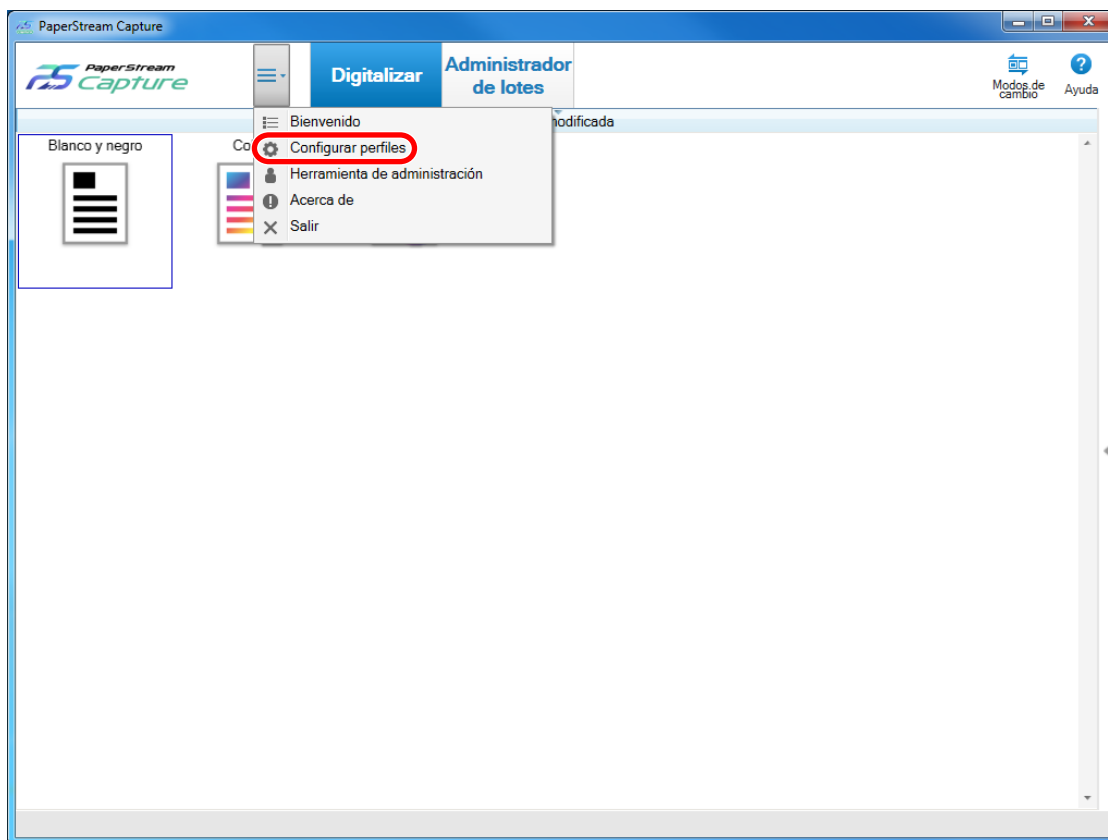 PaperStream Capture
PaperStream
Capture
Digitalizar
Administrador
de lotes
Modos de
cambio
Ayuda
Bienvenido
Configurar perfiles
Herramienta de administración
Acerca de
Salir
modificada
Blanco y negro
Co